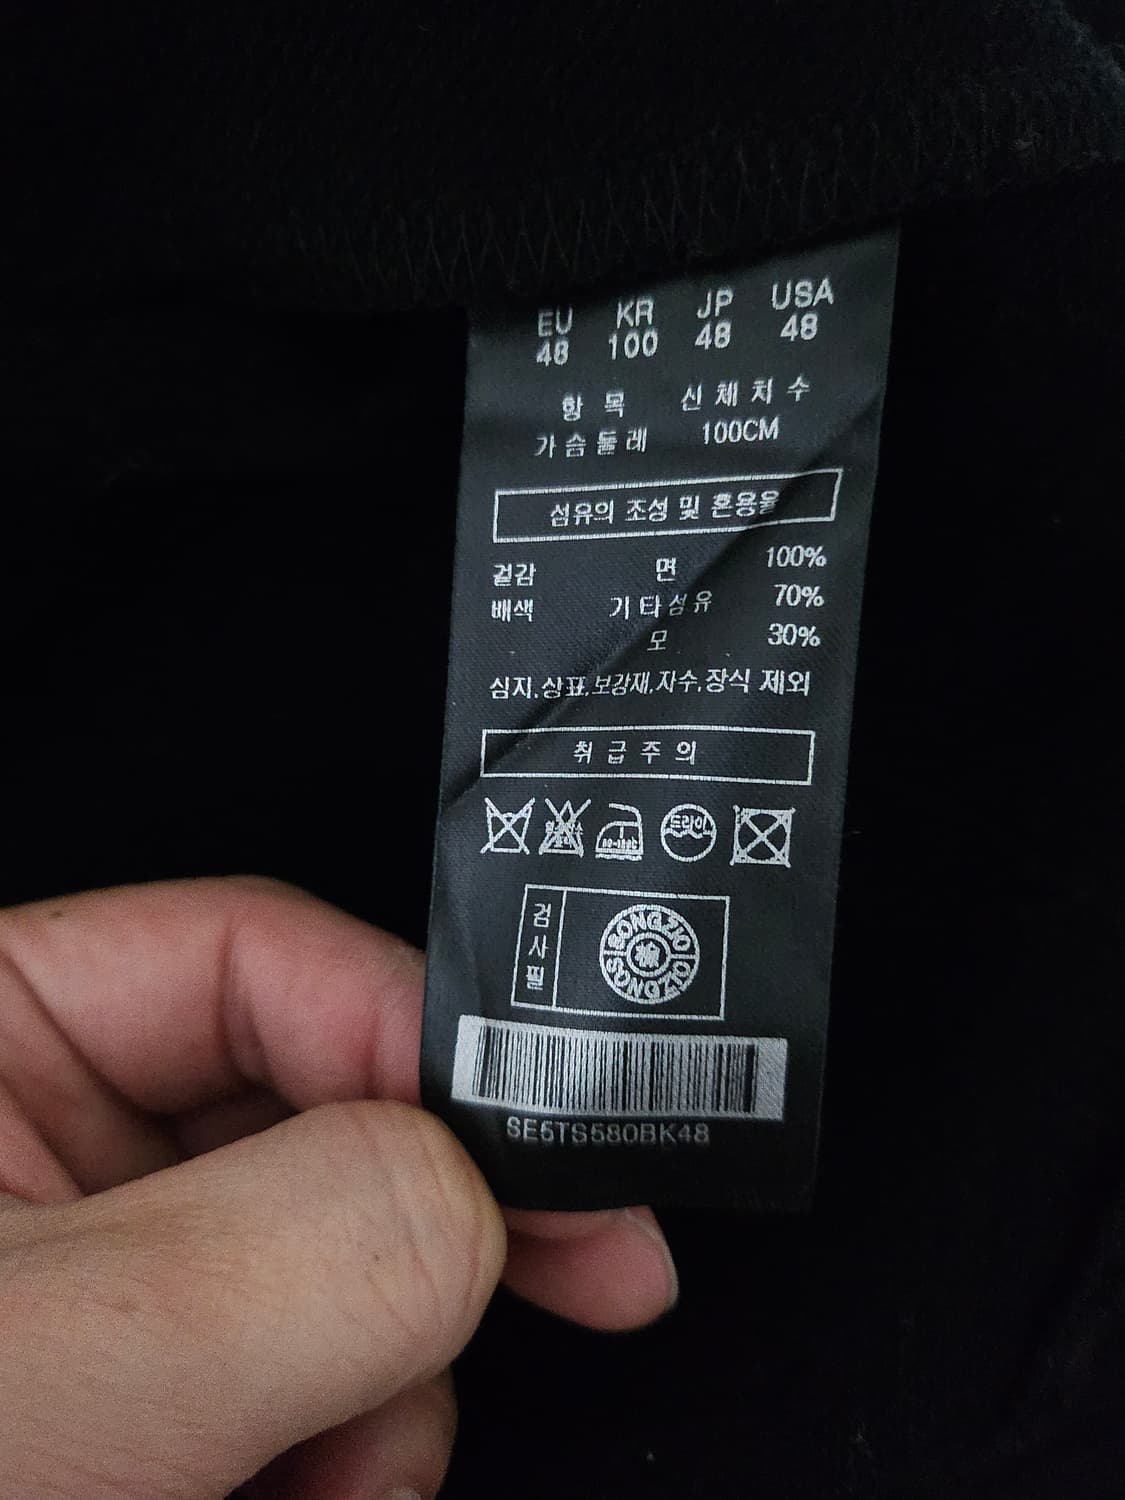 EU KR JP USA
48 100 48 48
항 목 신 체 치 수
가슴둘레 100CM
섬유의 조성 및 혼용율
겉감 면 100%
배색 기타섬유 70%
모 30%
심지,상표,보강재,자수,장식 제외
취 급 주 의
드라이
검사필
SONGZIO
SONGZIO
SE5TS580BK48